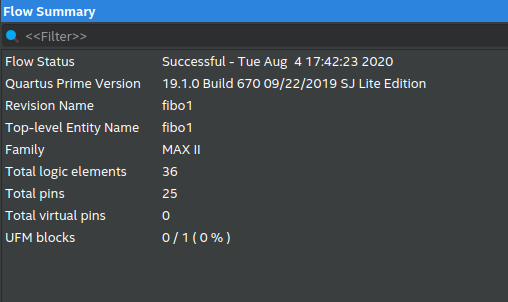 Flow Summary
<<Filter>>
Flow Status Successful - Tue Aug 4 17:42:23 2020
Quartus Prime Version 19.1.0 Build 670 09/22/2019 SJ Lite Edition
Revision Name fibo1
Top-level Entity Name fibo1
Family MAX II
Total logic elements 36
Total pins 25
Total virtual pins 0
UFM blocks 0 / 1 ( 0 % )